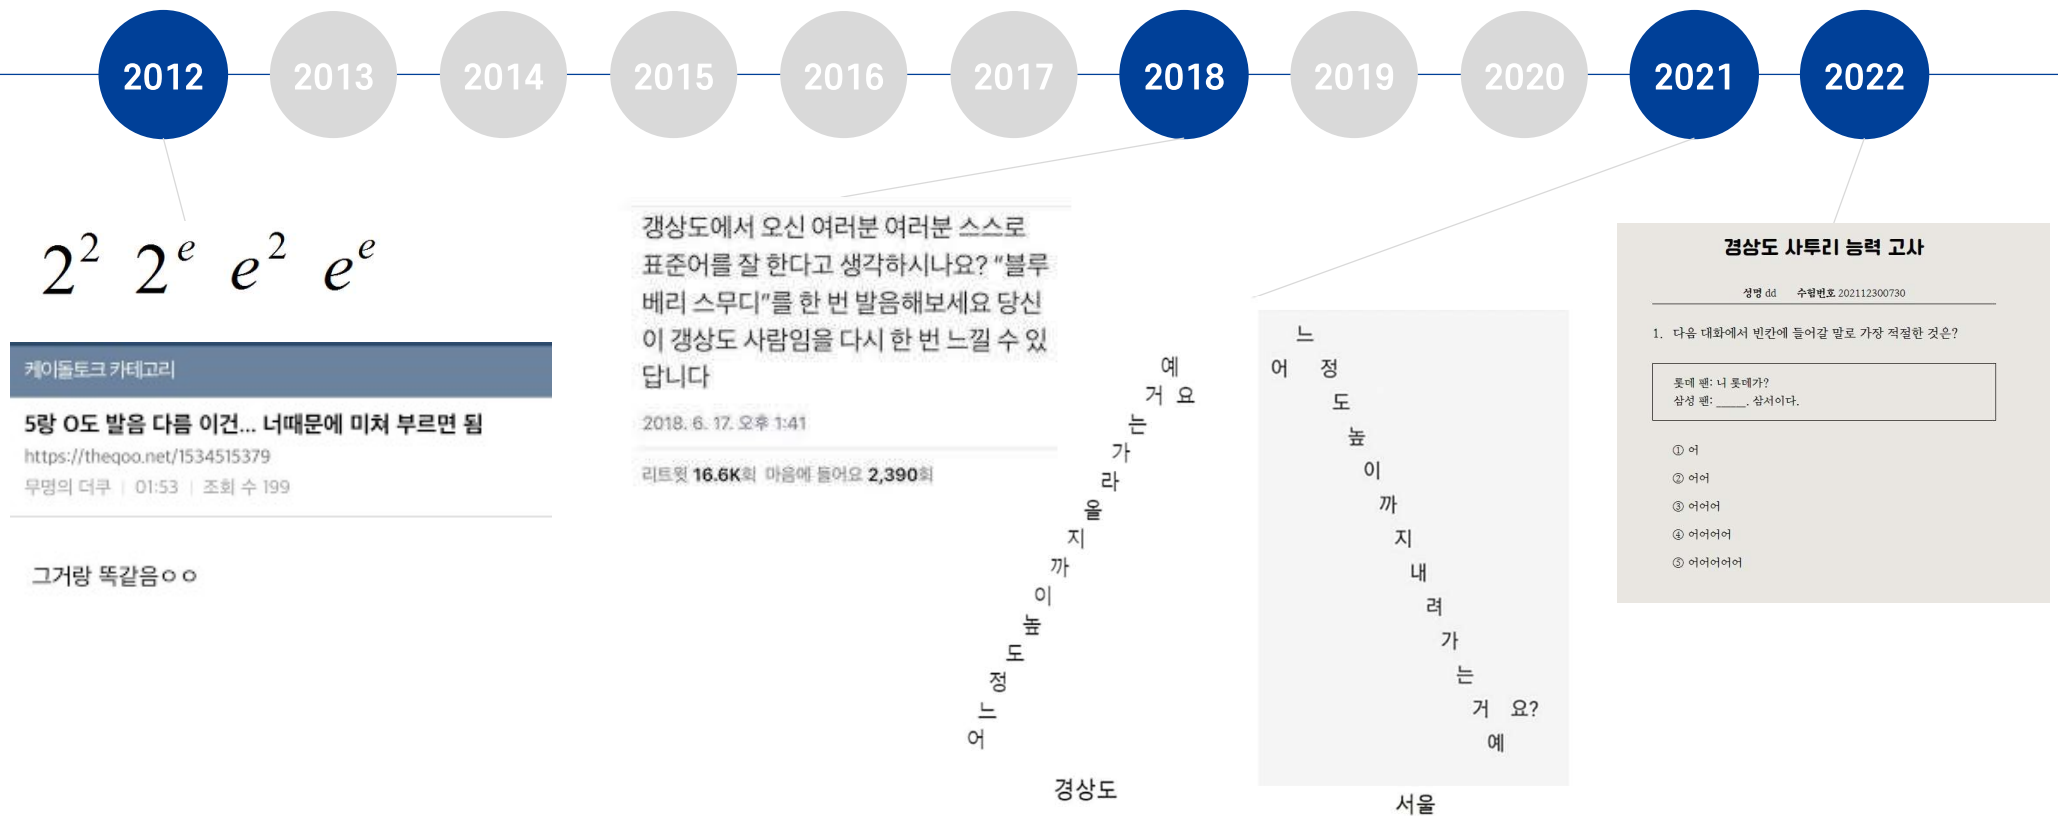 2012 2013 2014 2015 2016 2017 2018 2019 2020 2021 2022
2² 2ᵉ e² eᵉ
케이돌토크 카테고리
5랑 O도 발음 다름 이건... 너때문에 미쳐 부르면 됨
https://theqoo.net/1534515379
무명의 더쿠 | 01:53 | 조회 수 199
그거랑 똑같음ㅇㅇ
갱상도에서 오신 여러분 여러분 스스로
표준어를 잘 한다고 생각하시나요? “블루
베리 스무디”를 한 번 발음해보세요 당신
이 갱상도 사람임을 다시 한 번 느낄 수 있
답니다
2018. 6. 17. 오후 1:41
리트윗 16.6K회 마음에 들어요 2,390회
어느정도높이까지올라가는거예요
경상도
어느정도높이까지내려가는거예요?
서울
경상도 사투리 능력 고사
성명 dd 수험번호 202112300730
1. 다음 대화에서 빈칸에 들어갈 말로 가장 적절한 것은?
롯데 팬: 니 롯데가?
삼성 팬: _____. 삼서이다.
① 어
② 어어
③ 어어어
④ 어어어어
⑤ 어어어어어